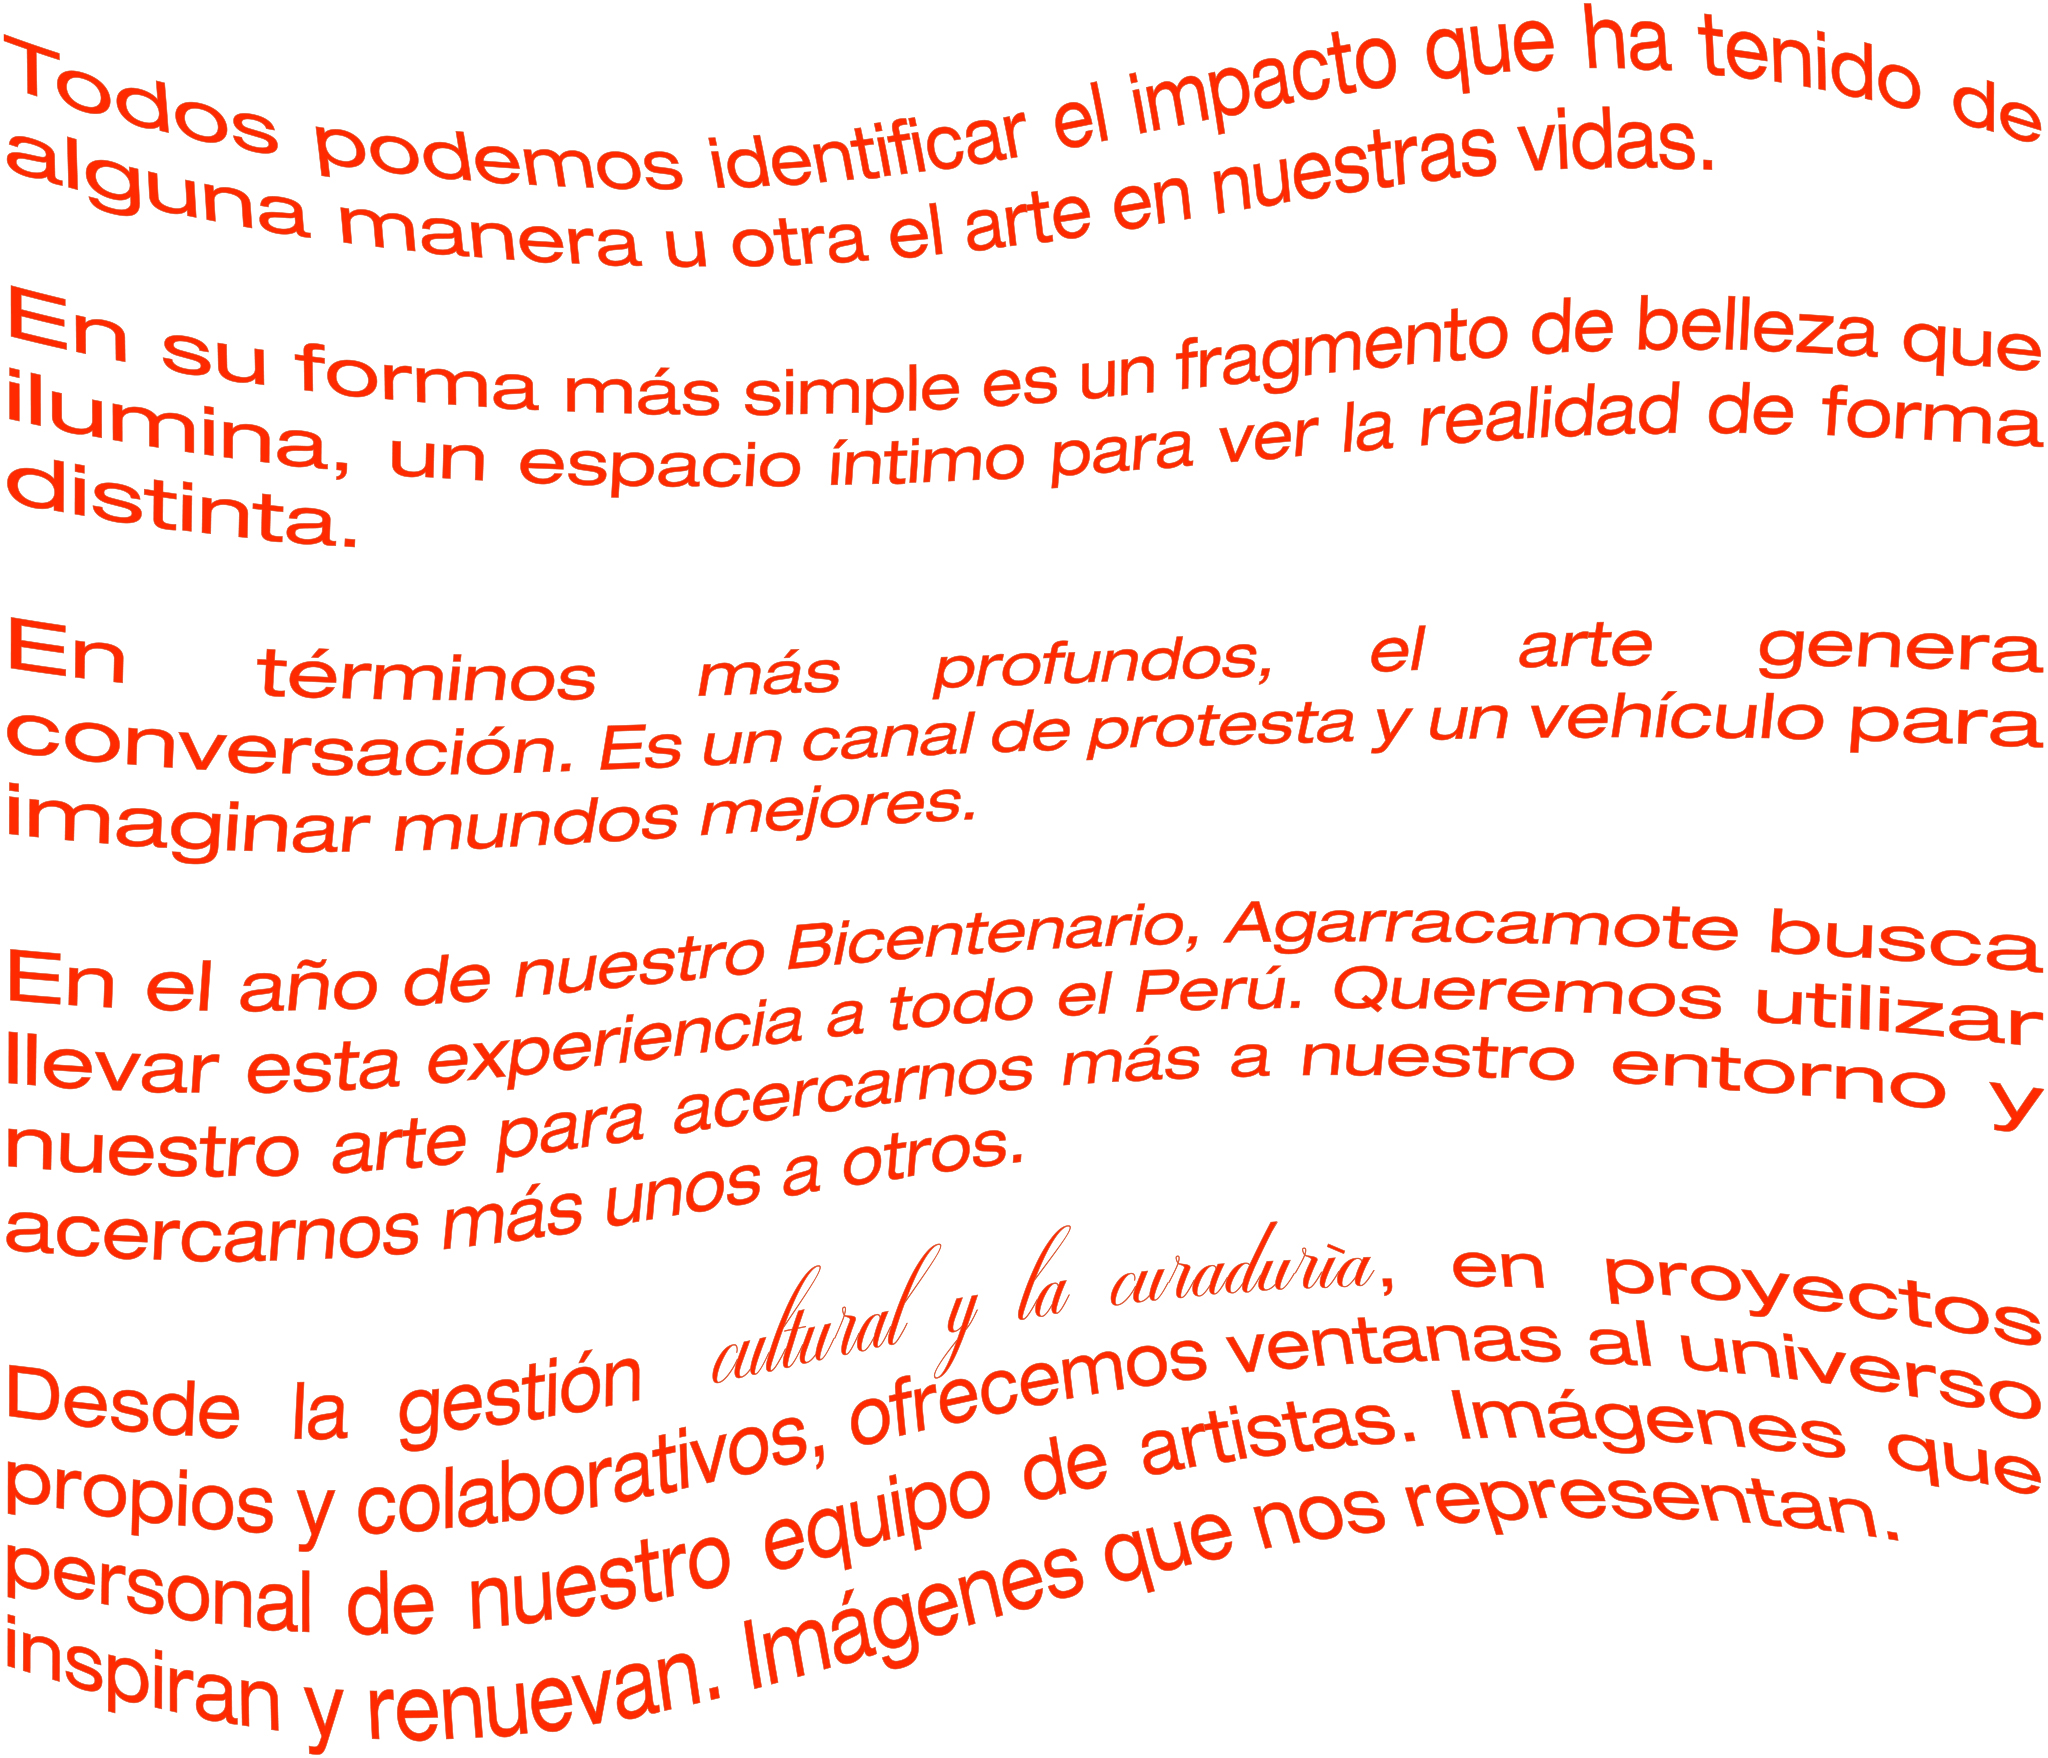 Todos podemos identificar el impacto que ha tenido de
alguna manera u otra el arte en nuestras vidas.
En su forma más simple es un fragmento de belleza que
ilumina, un espacio íntimo para ver la realidad de forma
distinta.
En términos más profundos, el arte genera
conversación. Es un canal de protesta y un vehículo para
imaginar mundos mejores.
En el año de nuestro Bicentenario, Agarracamote busca
llevar esta experiencia a todo el Perú. Queremos utilizar
nuestro arte para acercarnos más a nuestro entorno y
acercarnos más unos a otros.
Desde la gestión cultural y la curaduría, en proyectos
propios y colaborativos, ofrecemos ventanas al universo
personal de nuestro equipo de artistas. Imágenes que
inspiran y renuevan. Imágenes que nos representan.